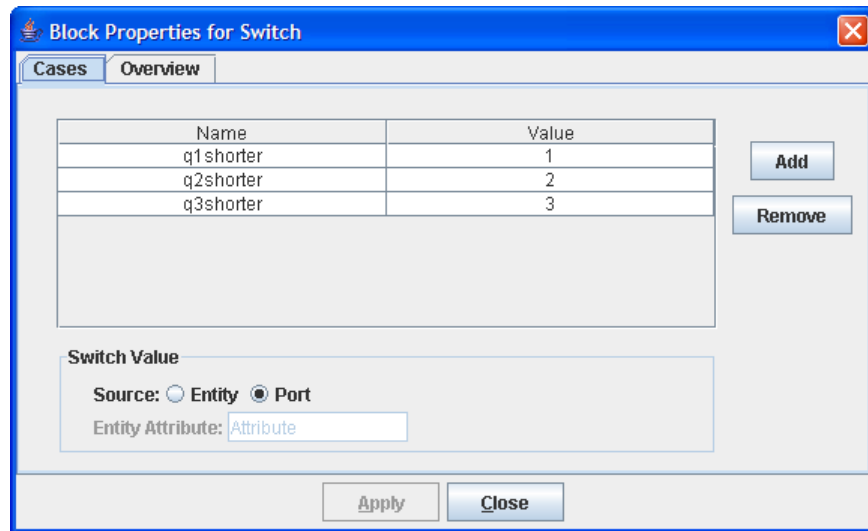 Block Properties for Switch
Cases Overview
Name Value
q1shorter 1
q2shorter 2
q3shorter 3
Add
Remove
Switch Value
Source: Entity Port
Entity Attribute: Attribute
Apply Close